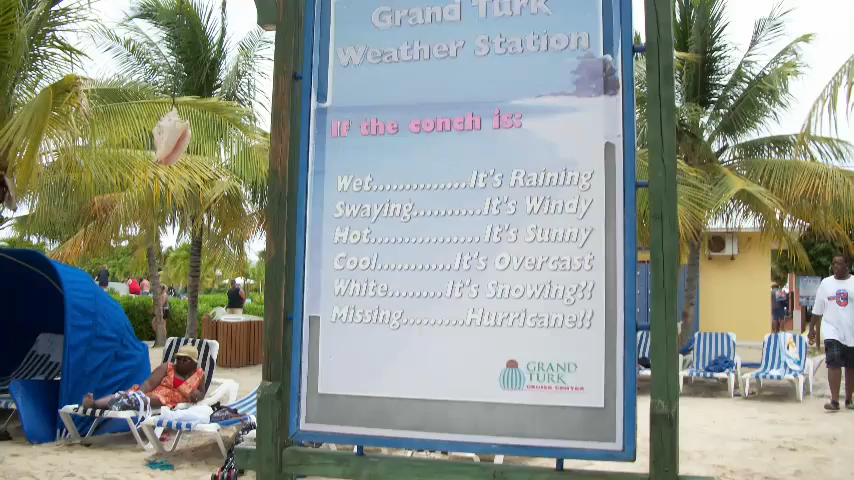 Grand Turk
Weather Station
If the conch is:
Wet..............It's Raining
Swaying..........It's Windy
Hot................It's Sunny
Cool...........It's Overcast
White........It's Snowing!!
Missing.........Hurricane!!
GRAND
TURK
CRUISE CENTER